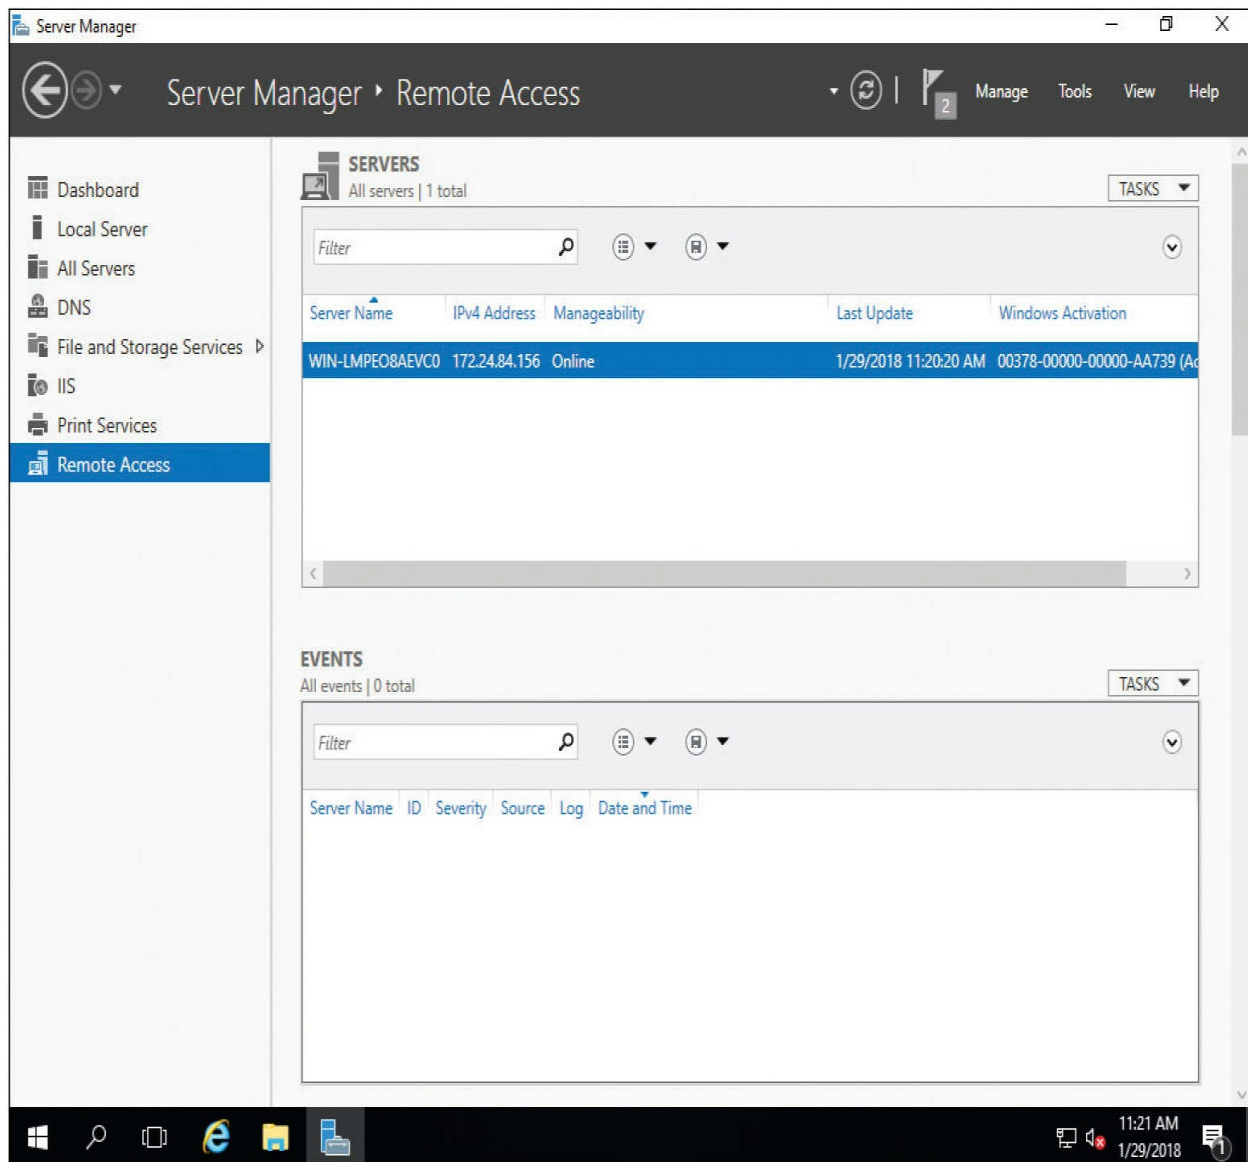 Server Manager
Server Manager Remote Access
2
Manage Tools View Help
Dashboard
Local Server
All Servers
DNS
File and Storage Services
IIS
Print Services
Remote Access
SERVERS
All servers | 1 total
TASKS
Filter
Server Name IPv4 Address Manageability Last Update Windows Activation
WIN-LMPEO8AEVC0 172.24.84.156 Online 1/29/2018 11:20:20 AM 00378-00000-00000-AA739 (Ac
EVENTS
All events | 0 total
TASKS
Filter
Server Name ID Severity Source Log Date and Time
11:21 AM
1/29/2018
1